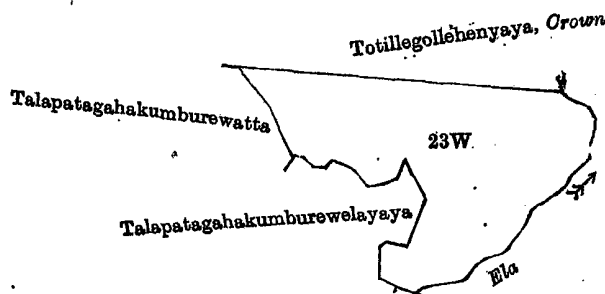 Totillegollehenyaya, Crown
Talapatagahakumburewatta
23W
Talapatagahakumburewelayaya
Ela